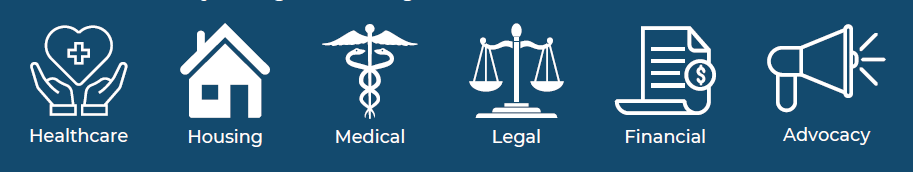 Healthcare Housing Medical Legal Financial Advocacy
$